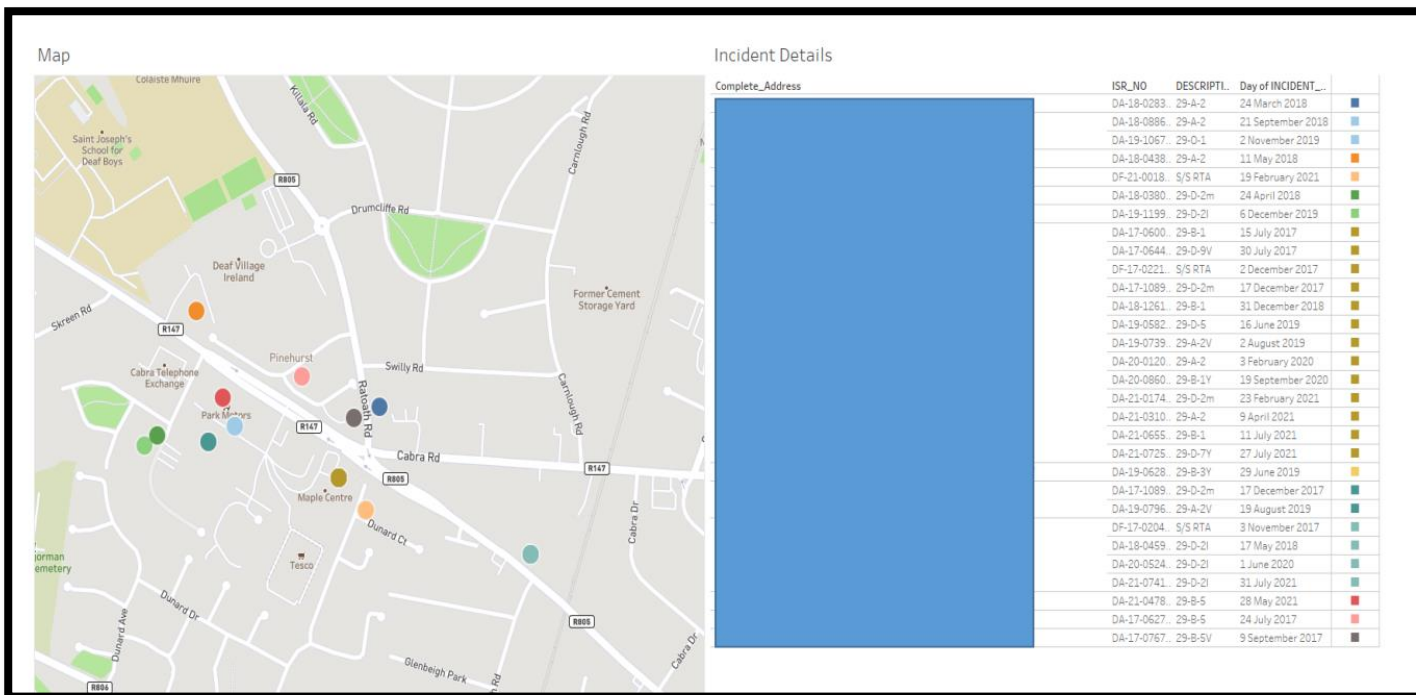 Map
Coláiste Mhuire
Killala Rd
Saint Joseph's
School for
Deaf Boys
R805
Carnlough Rd
Drumcliffe Rd
Deaf Village
Ireland
Former Cement
Storage Yard
Skreen Rd
R147
Pinehurst
Cabra Telephone
Exchange
Swilly Rd
Ratoath Rd
Carnlough Rd
Park Motors
R147
Cabra Rd
R147
R805
Maple Centre
Dunard Ct
Cabra Dr
Tesco
gorman
emetery
Dunard Dr
Dunard Ave
R805
Cabra Dr
Glenbeigh Park
R806
Incident Details
Complete_Address ISR_NO DESCRIPTI.. Day of INCIDENT_..
DA-18-0283.. 29-A-2 24 March 2018
DA-18-0886.. 29-A-2 21 September 2018
DA-19-1067.. 29-O-1 2 November 2019
DA-18-0438.. 29-A-2 11 May 2018
DF-21-0018.. S/S RTA 19 February 2021
DA-18-0380.. 29-D-2m 24 April 2018
DA-19-1199.. 29-D-2l 6 December 2019
DA-17-0600.. 29-B-1 15 July 2017
DA-17-0644.. 29-D-9V 30 July 2017
DF-17-0221.. S/S RTA 2 December 2017
DA-17-1089.. 29-D-2m 17 December 2017
DA-18-1261.. 29-B-1 31 December 2018
DA-19-0582.. 29-D-5 16 June 2019
DA-19-0739.. 29-A-2V 2 August 2019
DA-20-0120.. 29-A-2 3 February 2020
DA-20-0860.. 29-B-1Y 19 September 2020
DA-21-0174.. 29-D-2m 23 February 2021
DA-21-0310.. 29-A-2 9 April 2021
DA-21-0655.. 29-B-1 11 July 2021
DA-21-0725.. 29-D-7Y 27 July 2021
DA-19-0628.. 29-B-3Y 29 June 2019
DA-17-1089.. 29-D-2m 17 December 2017
DA-19-0796.. 29-A-2V 19 August 2019
DF-17-0204.. S/S RTA 3 November 2017
DA-18-0459.. 29-D-2l 17 May 2018
DA-20-0524.. 29-D-2l 1 June 2020
DA-21-0741.. 29-D-2l 31 July 2021
DA-21-0478.. 29-B-5 28 May 2021
DA-17-0627.. 29-B-5 24 July 2017
DA-17-0767.. 29-B-5V 9 September 2017